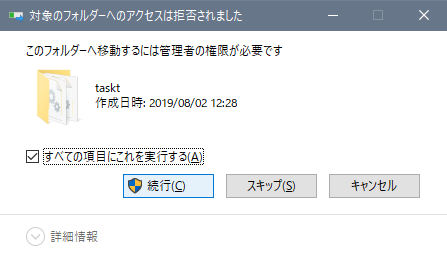 対象のフォルダーへのアクセスは拒否されました
このフォルダーへ移動するには管理者の権限が必要です
taskt
作成日時: 2019/08/02 12:28
すべての項目にこれを実行する(A)
続行(C) スキップ(S) キャンセル
詳細情報